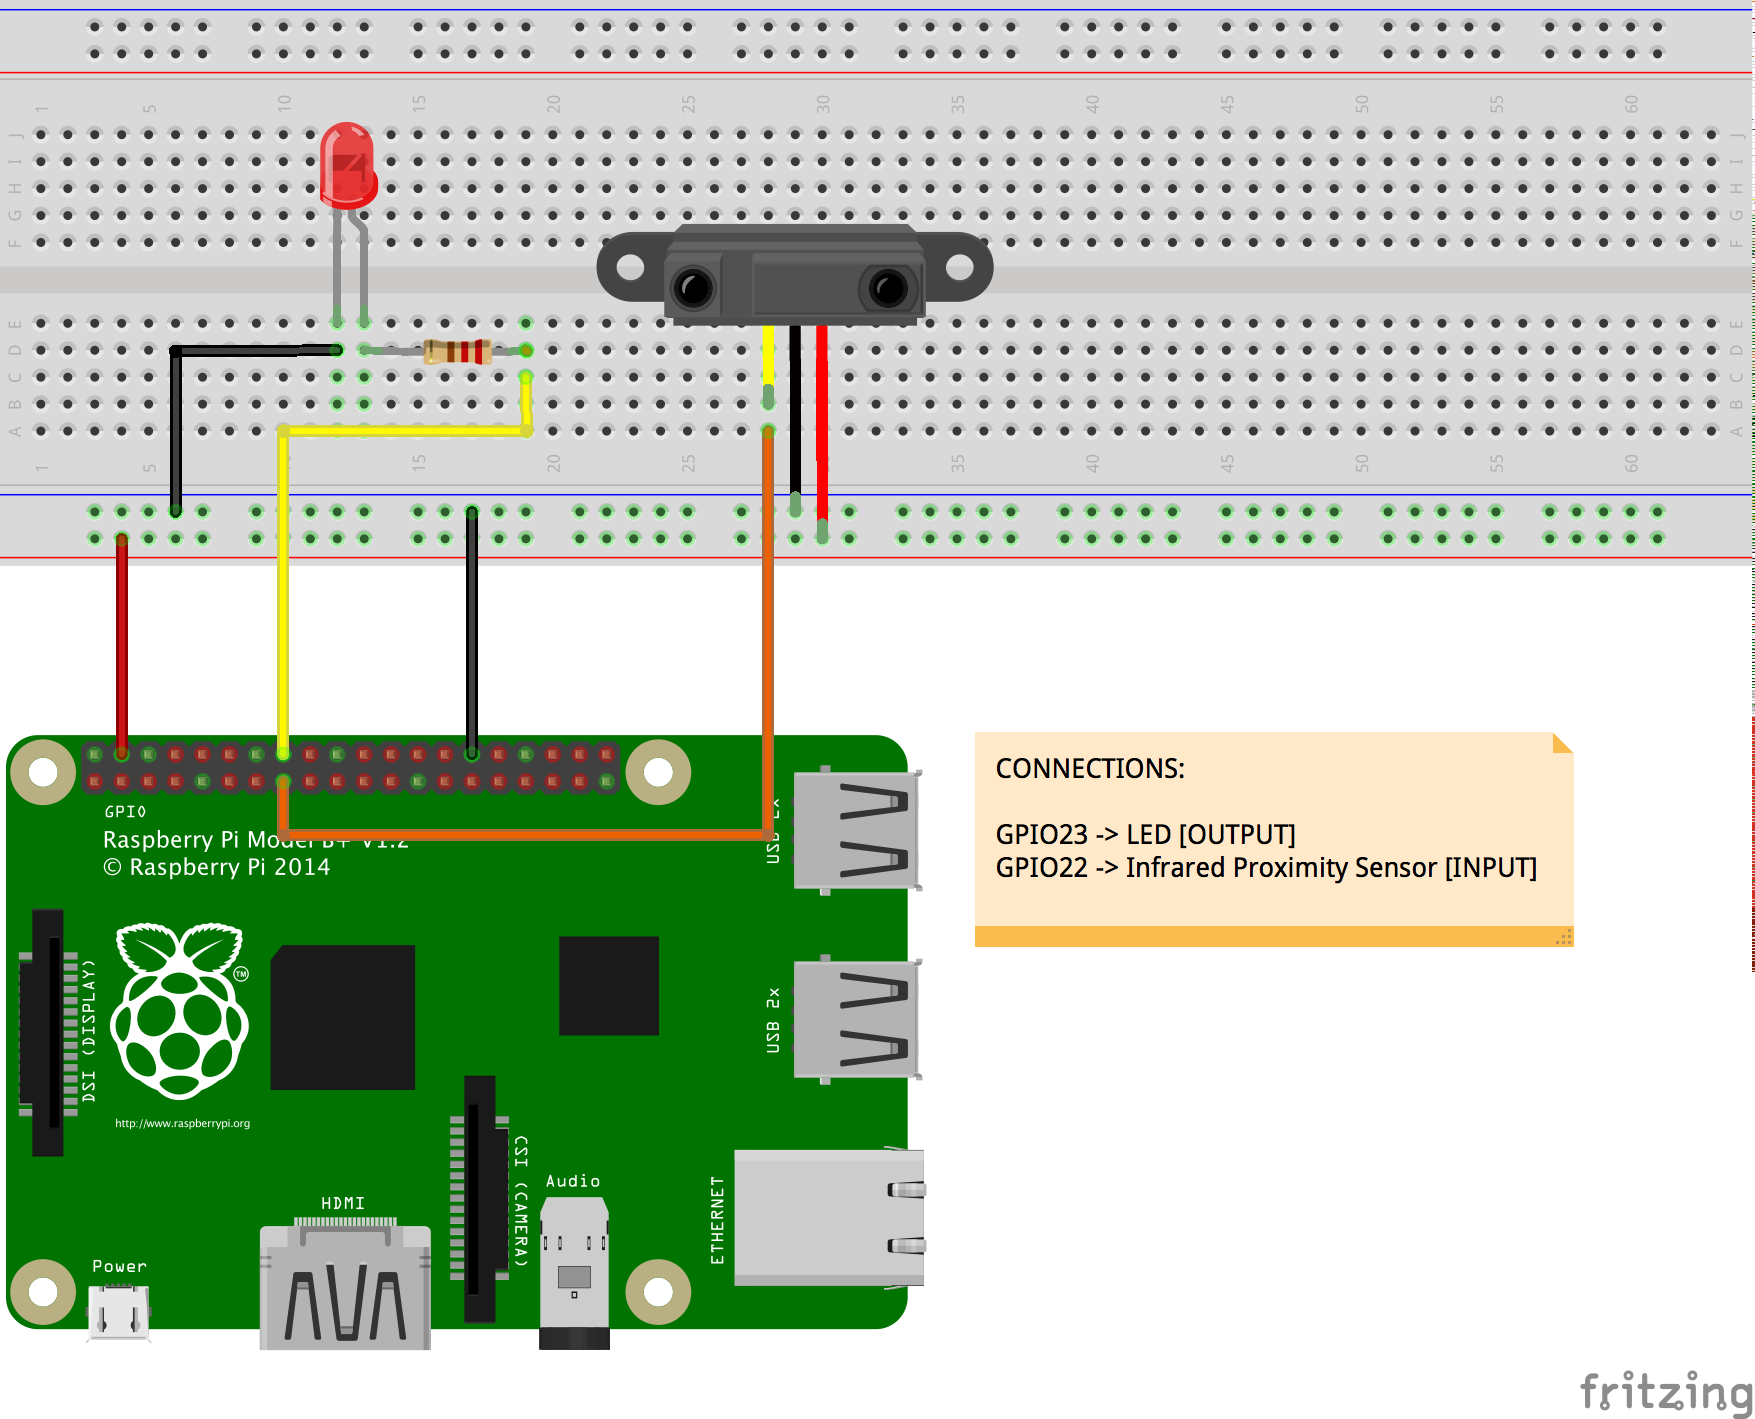 1 5 10 15 20 25 30 35 40 45 50 55 60
J J
I I
H H
G G
F F
E E
D D
C C
B B
A A
1 5 15 20 25 35 40 45 50 55 60
GPIO
Raspberry Pi Model B+ V1.2
© Raspberry Pi 2014
USB 2x
CONNECTIONS:
GPIO23 -> LED [OUTPUT]
GPIO22 -> Infrared Proximity Sensor [INPUT]
DSI (DISPLAY)
TM
USB 2x
http://www.raspberrypi.org
CSI (CAMERA)
Audio
ETHERNET
HDMI
Power
fritzing